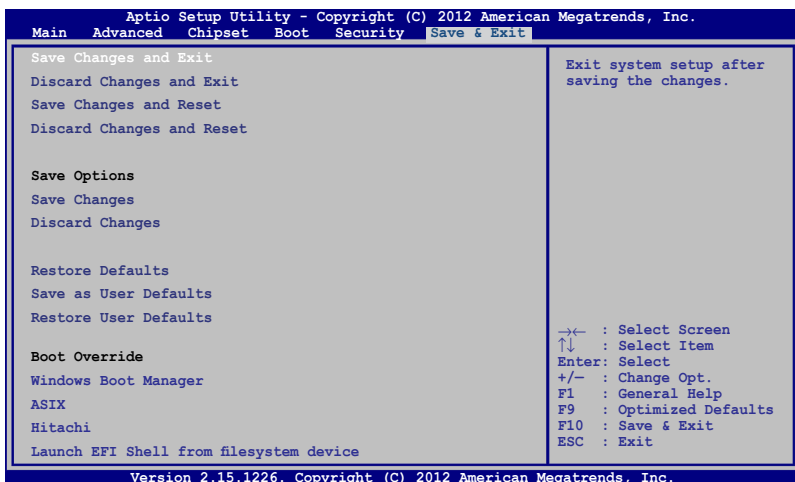 Aptio Setup Utility - Copyright (C) 2012 American Megatrends, Inc.
Main Advanced Chipset Boot Security Save & Exit
Save Changes and Exit
Discard Changes and Exit
Save Changes and Reset
Discard Changes and Reset
Save Options
Save Changes
Discard Changes
Restore Defaults
Save as User Defaults
Restore User Defaults
Boot Override
Windows Boot Manager
ASIX
Hitachi
Launch EFI Shell from filesystem device
Exit system setup after
saving the changes.
→← : Select Screen
↑↓ : Select Item
Enter: Select
+/— : Change Opt.
F1 : General Help
F9 : Optimized Defaults
F10 : Save & Exit
ESC : Exit
Version 2.15.1226. Copyright (C) 2012 American Megatrends, Inc.